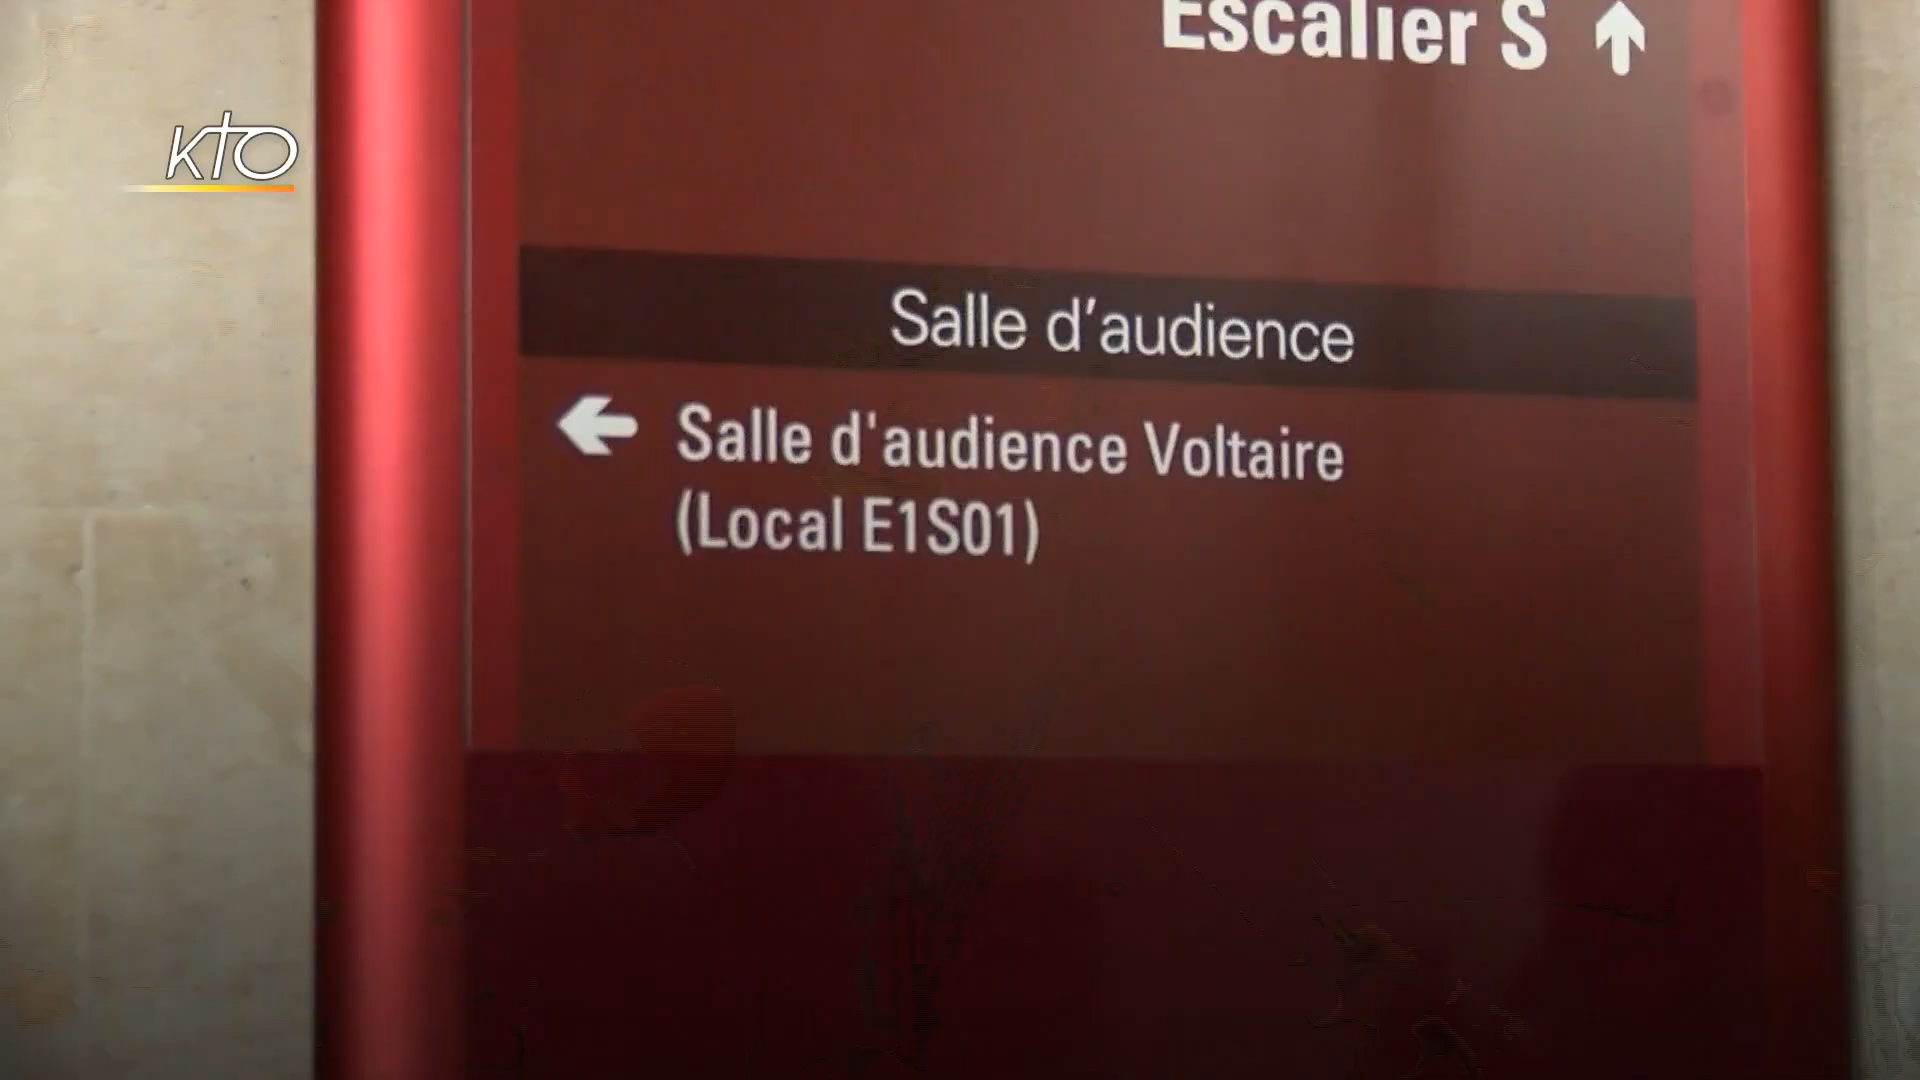 Escalier S
KTO
Salle d'audience
Salle d'audience Voltaire
(Local E1S01)